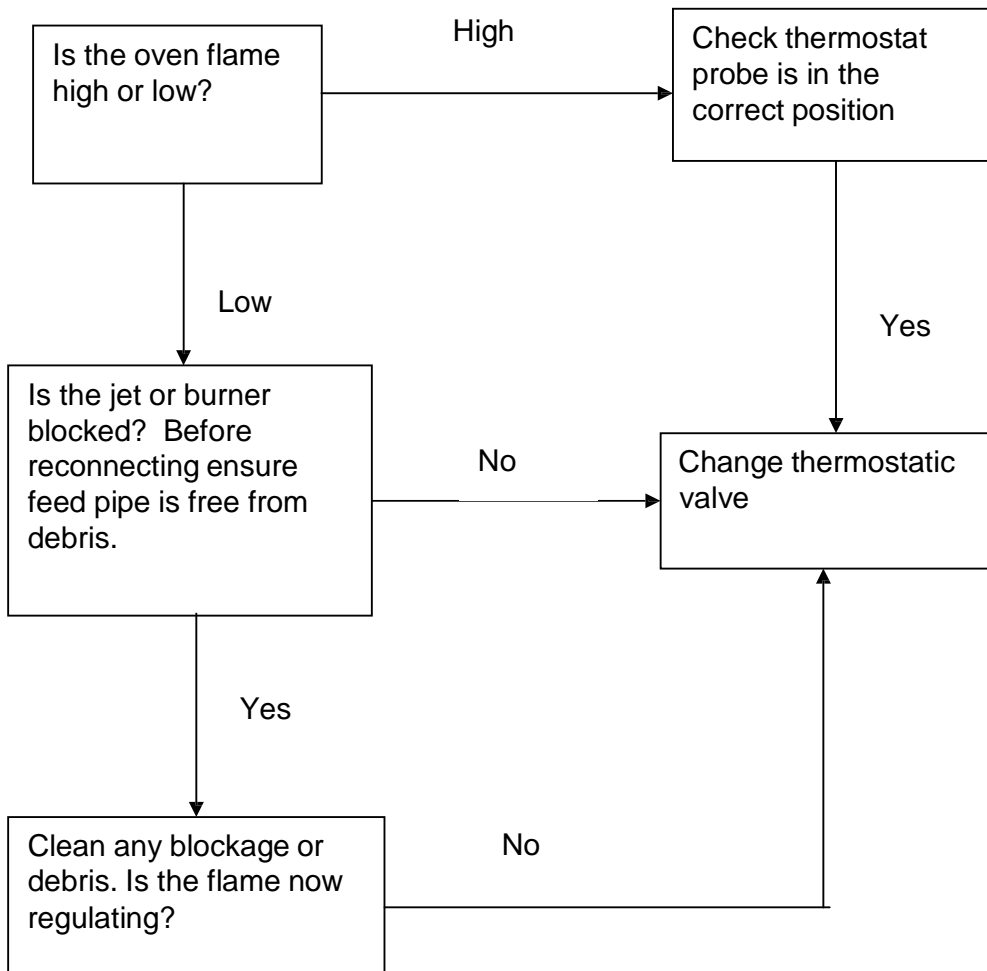 Is the oven flame
high or low?
High
Check thermostat
probe is in the
correct position
Low
Yes
Is the jet or burner
blocked?  Before
reconnecting ensure
feed pipe is free from
debris.
No
Change thermostatic
valve
Yes
Clean any blockage or
debris. Is the flame now
regulating?
No